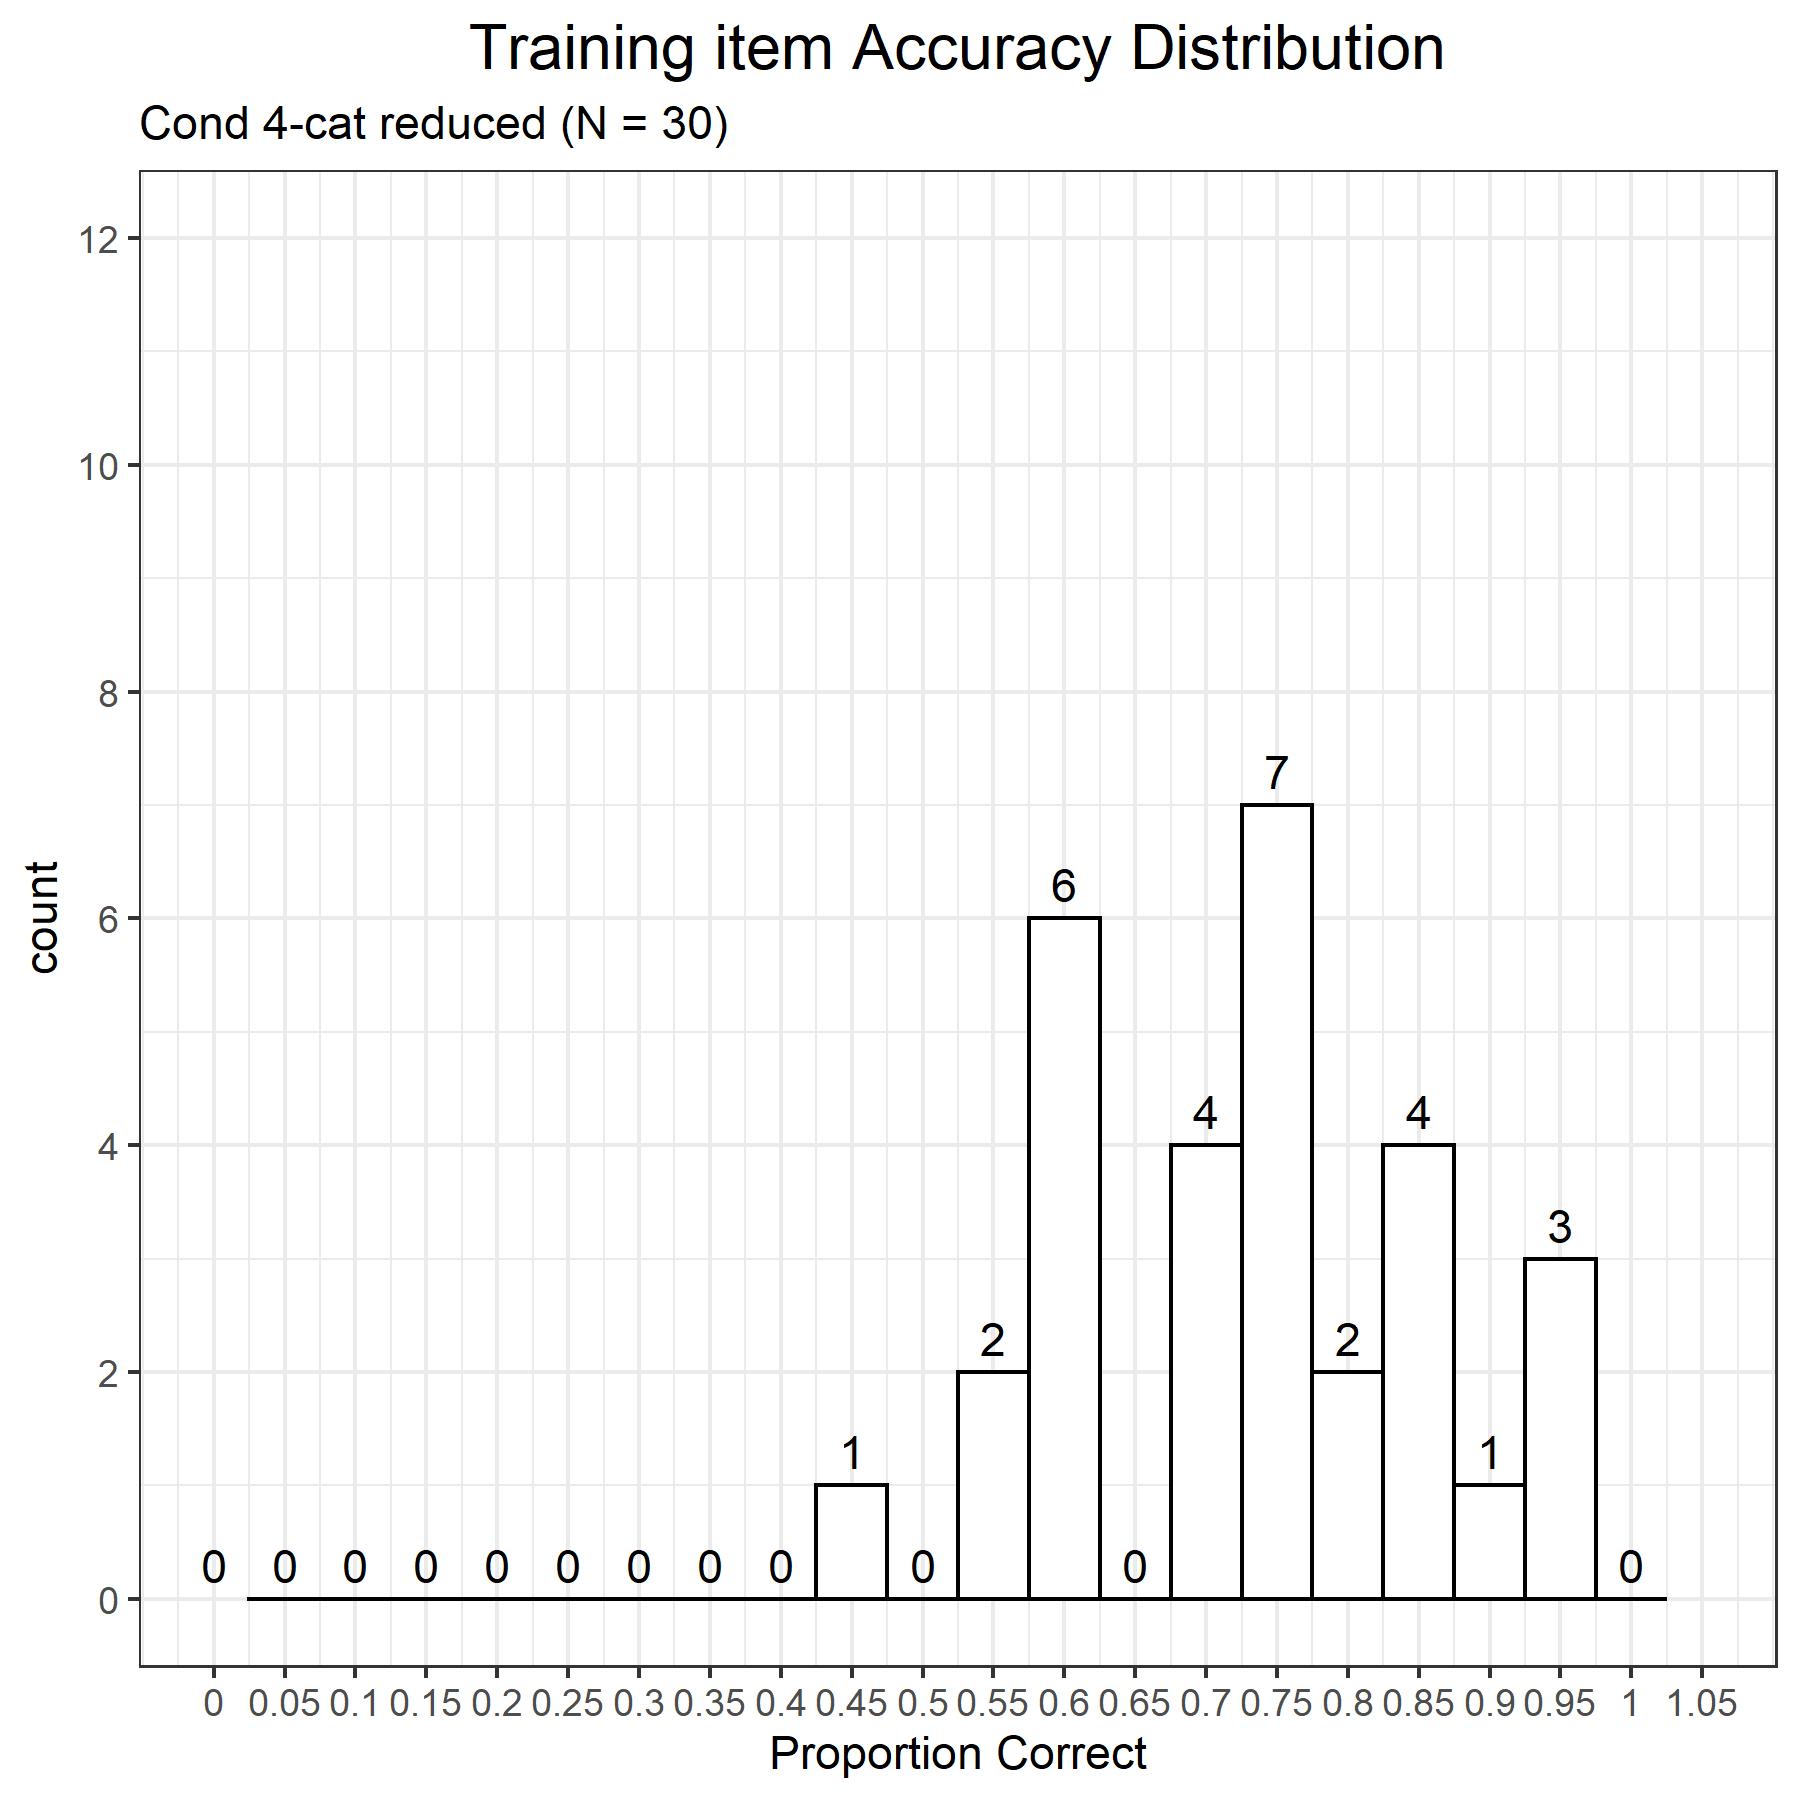 Training item Accuracy Distribution
Cond 4-cat reduced (N = 30)
12
10
8
6
4
2
0
count
0 0 0 0 0 0 0 0 0 1 0 2 6 0 4 7 2 4 1 3 0
0 0.05 0.1 0.15 0.2 0.25 0.3 0.35 0.4 0.45 0.5 0.55 0.6 0.65 0.7 0.75 0.8 0.85 0.9 0.95 1 1.05
Proportion Correct